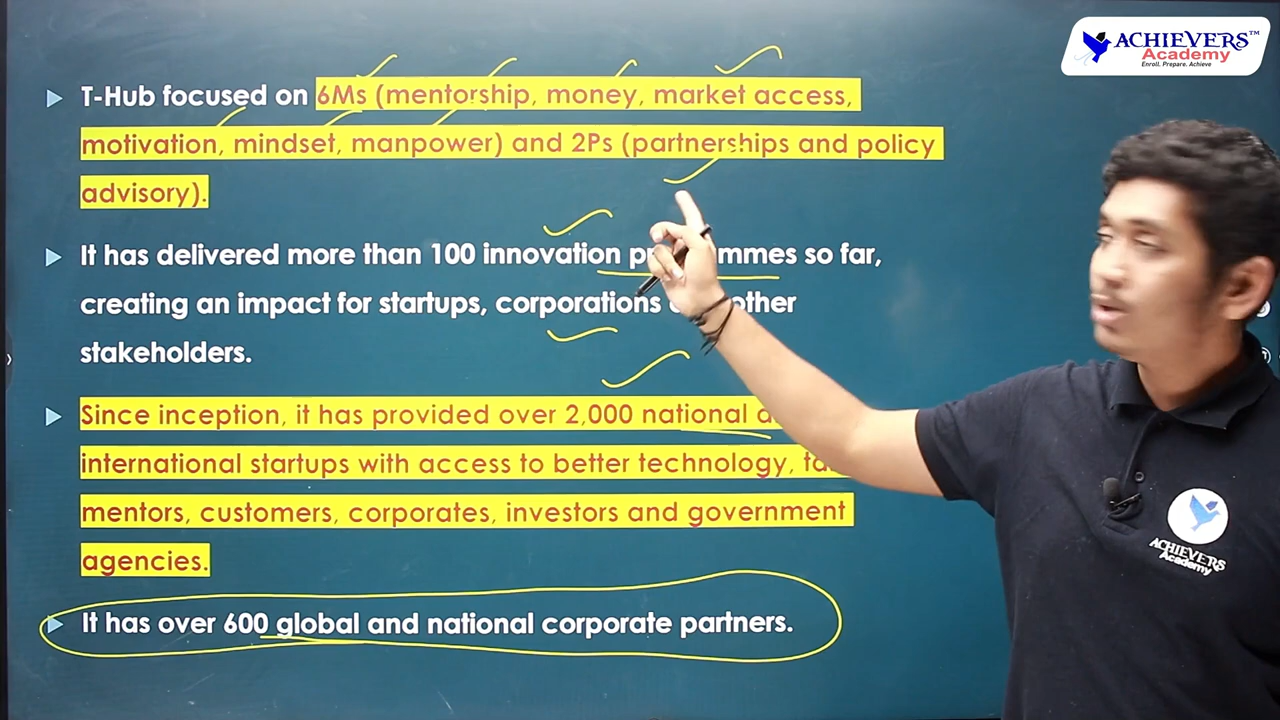 ACHIEVERS™
Academy
Enroll. Prepare. Achieve
T-Hub focused on 6Ms (mentorship, money, market access,
motivation, mindset, manpower) and 2Ps (partnerships and policy
advisory).
It has delivered more than 100 innovation so far,
creating an impact for startups, corporations other
stakeholders.
Since inception, it has provided over 2,000 national
international startups with access to better technology,
mentors, customers, corporates, investors and government
agencies.
It has over 600 global and national corporate partners.
ACHIEVERS
Academy